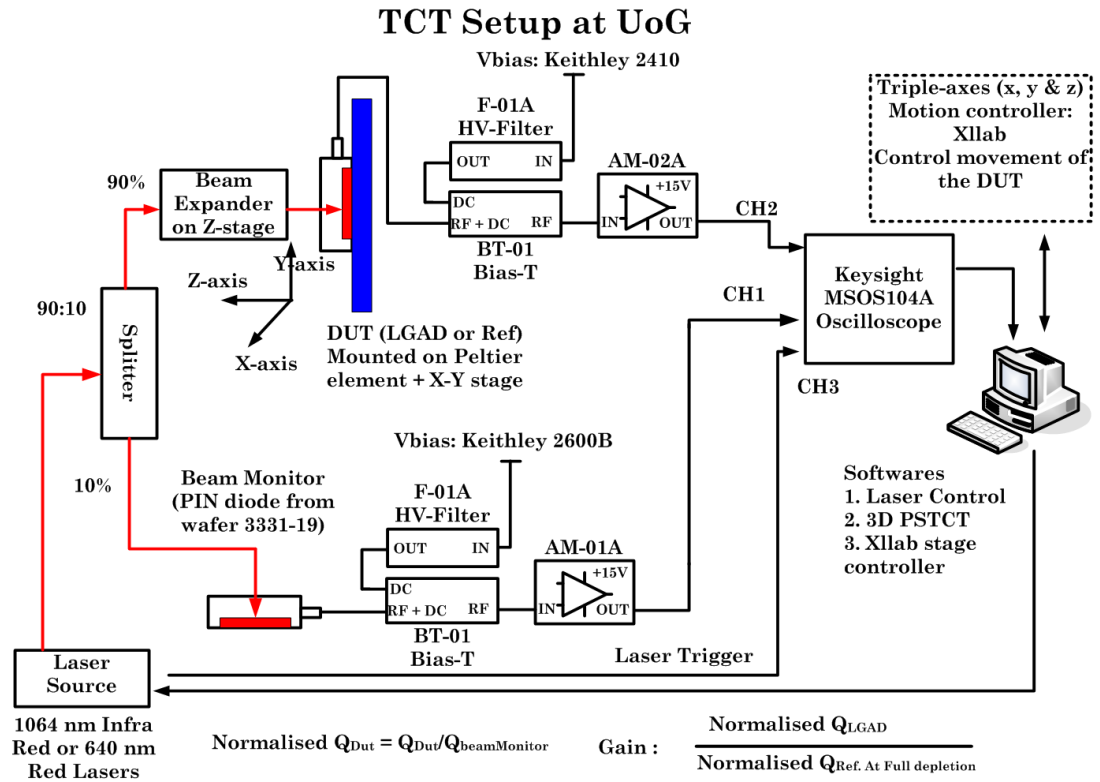 TCT Setup at UoG
Vbias: Keithley 2410
F-01A
HV-Filter
OUT
IN
DC
RF + DC
RF
BT-01
Bias-T
AM-02A
+15V
IN
OUT
CH2
Triple-axes (x, y & z)
Motion controller:
Xllab
Control movement of
the DUT
90%
Beam
Expander
on Z-stage
Y-axis
Z-axis
X-axis
90:10
Splitter
10%
DUT (LGAD or Ref)
Mounted on Peltier
element + X-Y stage
CH1
Keysight
MSOS104A
Oscilloscope
CH3
Vbias: Keithley 2600B
Beam Monitor
(PIN diode from
wafer 3331-19)
F-01A
HV-Filter
OUT
IN
DC
RF + DC
RF
BT-01
Bias-T
AM-01A
+15V
IN
OUT
Softwares
1. Laser Control
2. 3D PSTCT
3. Xllab stage
controller
Laser Trigger
Laser
Source
1064 nm Infra
Red or 640 nm
Red Lasers
Normalised QDut = QDut/QbeamMonitor
Gain :
Normalised QLGAD
Normalised QRef. At Full depletion